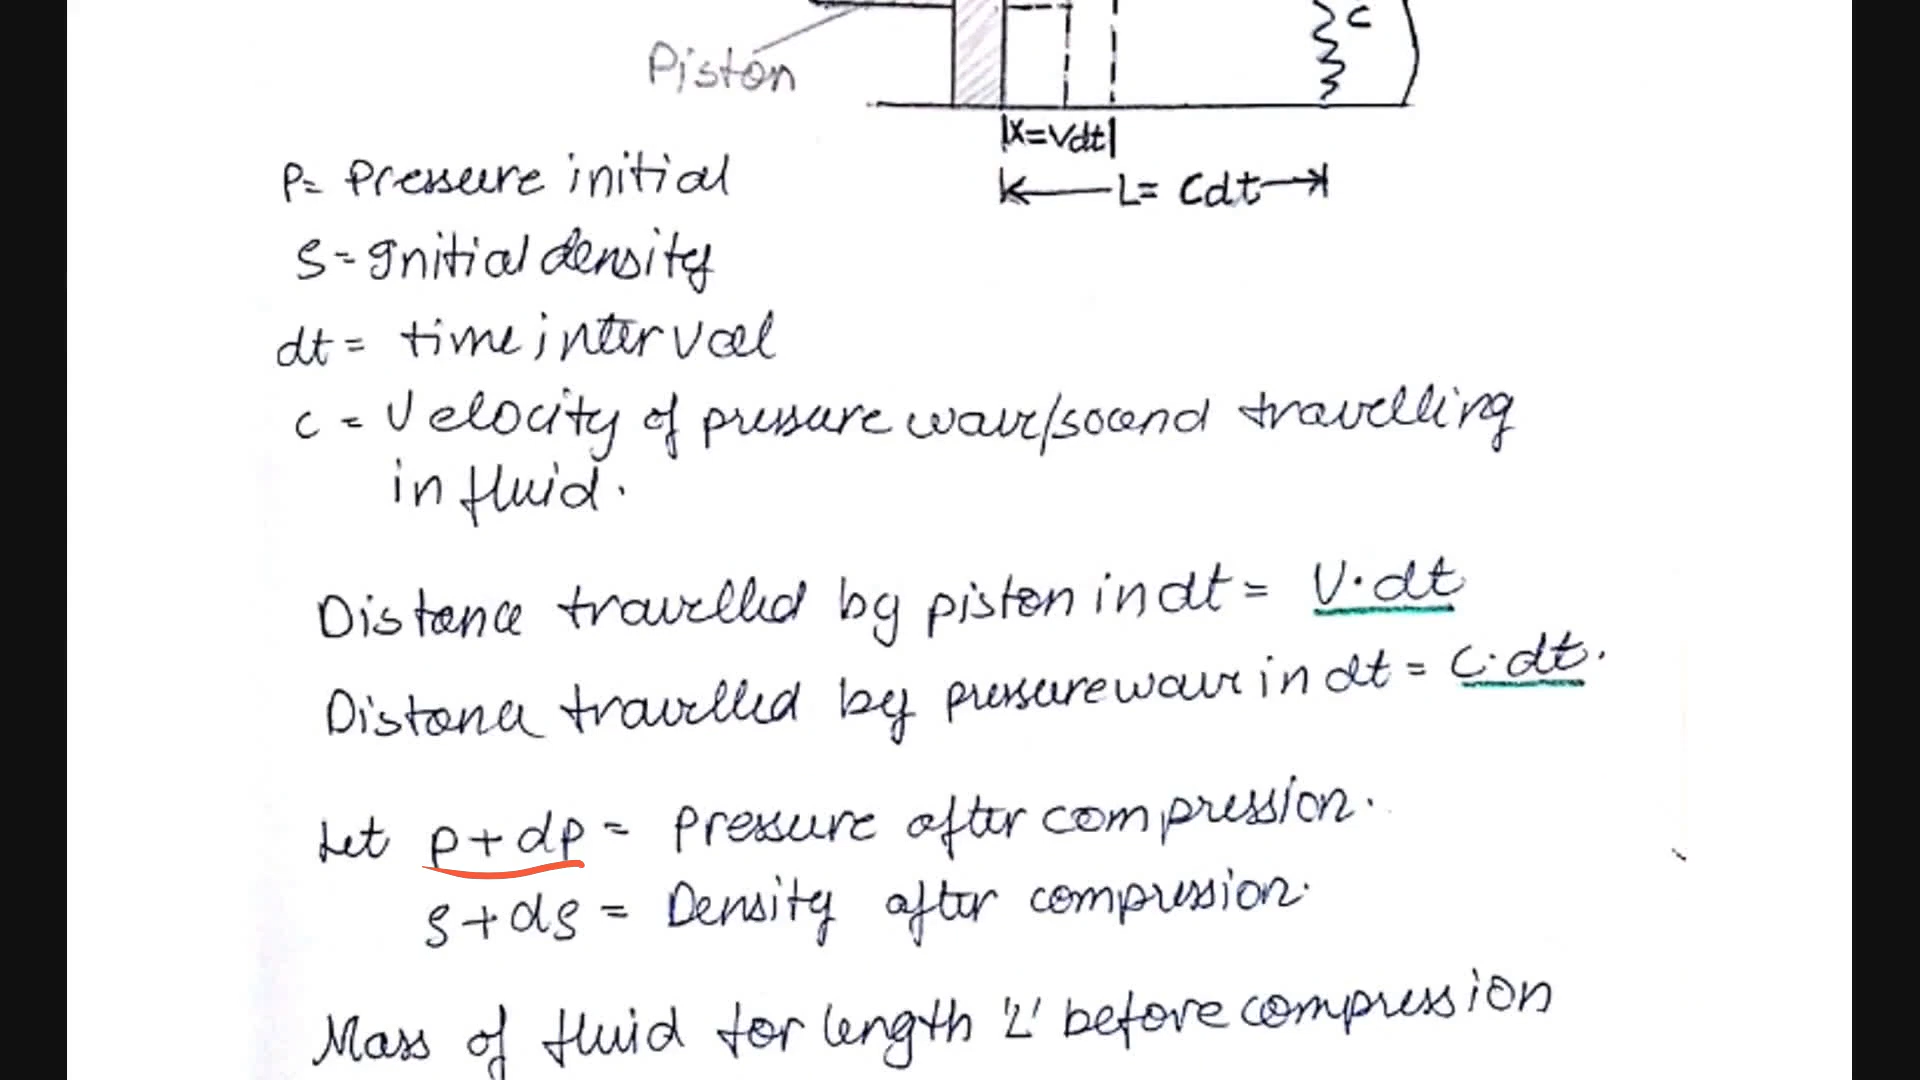 C
Piston
|X=Vdt|
L= Cdt
P= Pressure initial
S=Initial density
dt= time interval
C = Velocity of pressure wave/sound travelling
in fluid.
Distance travelled by piston in dt= V·dt
Distance travelled by pressure wave in dt= C·dt.
Let p+dp= Pressure after compression.
S+dS= Density after compression.
Mass of fluid for length 'L' before compression